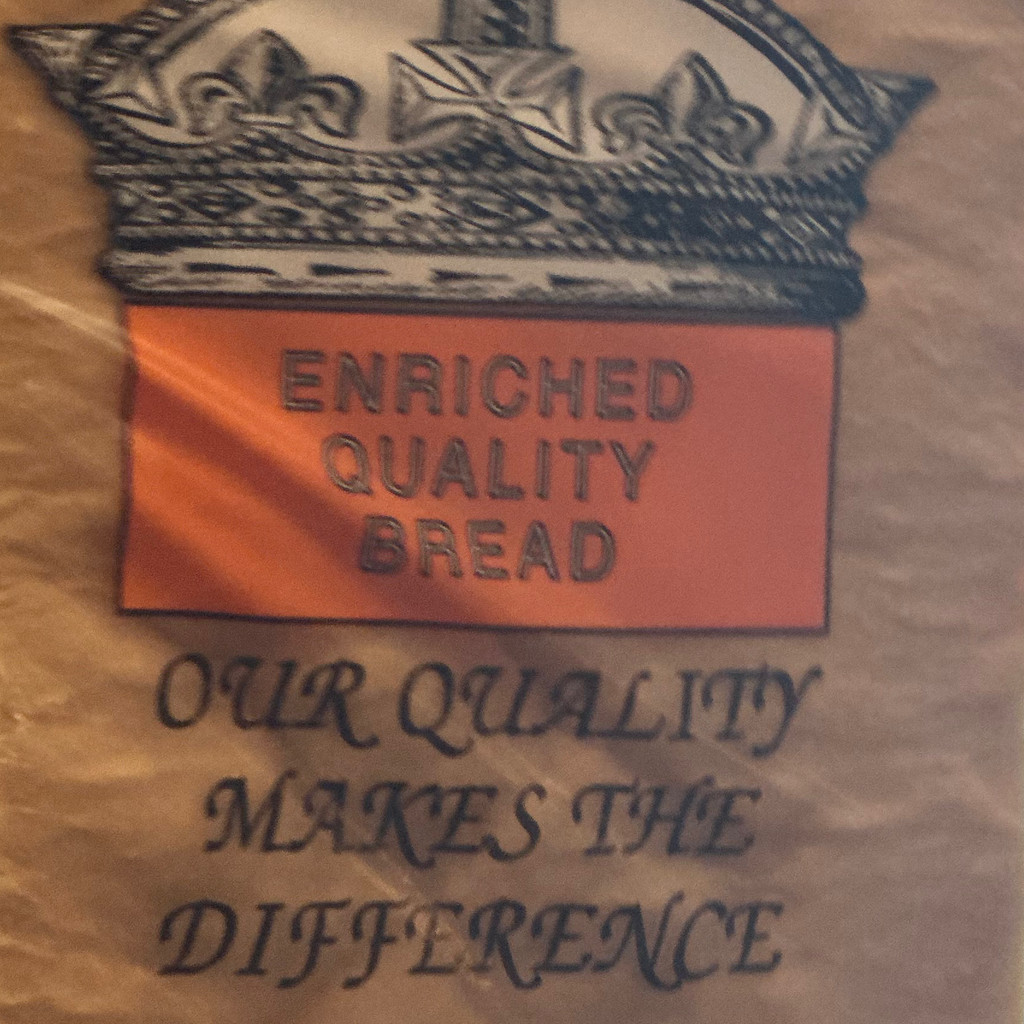 ENRICHED
QUALITY
BREAD
OUR QUALITY
MAKES THE
DIFFERENCE